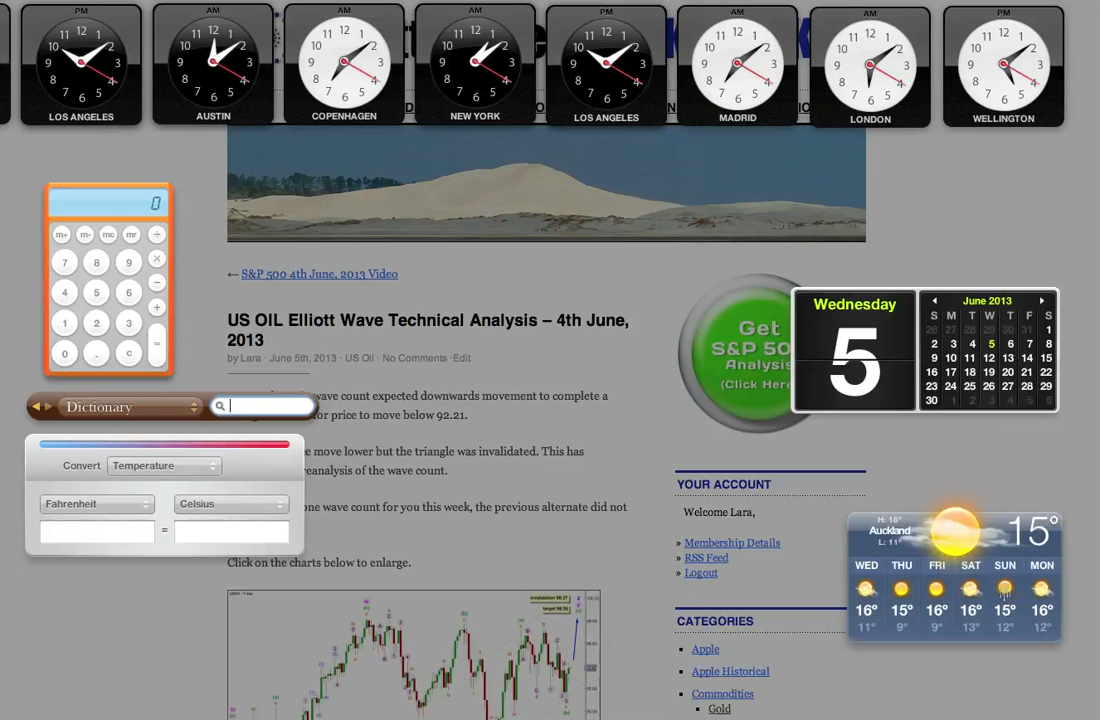 PM
AM
AM
PM
PM
AM
AM
PM
LOS ANGELES
AUSTIN
COPENHAGEN
NEW YORK
LOS ANGELES
MADRID
LONDON
WELLINGTON
0
m+ m- mc mr ÷
7 8 9 ×
4 5 6 −
1 2 3 +
0 . c =
Dictionary
Convert Temperature
Fahrenheit
Celsius
=
← S&P 500 4th June, 2013 Video
US OIL Elliott Wave Technical Analysis – 4th June,
2013
by Lara · June 5th, 2013 · US Oil · No Comments ·Edit
wave count expected downwards movement to complete a
for price to move below 92.21.
move lower but the triangle was invalidated. This has
reanalysis of the wave count.
one wave count for you this week, the previous alternate did not
Click on the charts below to enlarge.
Get
S&P 500
Analysis
(Click Here
Wednesday
5
June 2013
S M T W T F S
26 27 28 29 30 31 1
2 3 4 5 6 7 8
9 10 11 12 13 14 15
16 17 18 19 20 21 22
23 24 25 26 27 28 29
30 1 2 3 4 5 6
YOUR ACCOUNT
Welcome Lara,
» Membership Details
» RSS Feed
» Logout
CATEGORIES
Apple
Apple Historical
Commodities
Gold
H: 16°
Auckland
L: 11°
15°
WED THU FRI SAT SUN MON
16° 15° 16° 16° 15° 16°
11° 9° 9° 13° 12° 12°